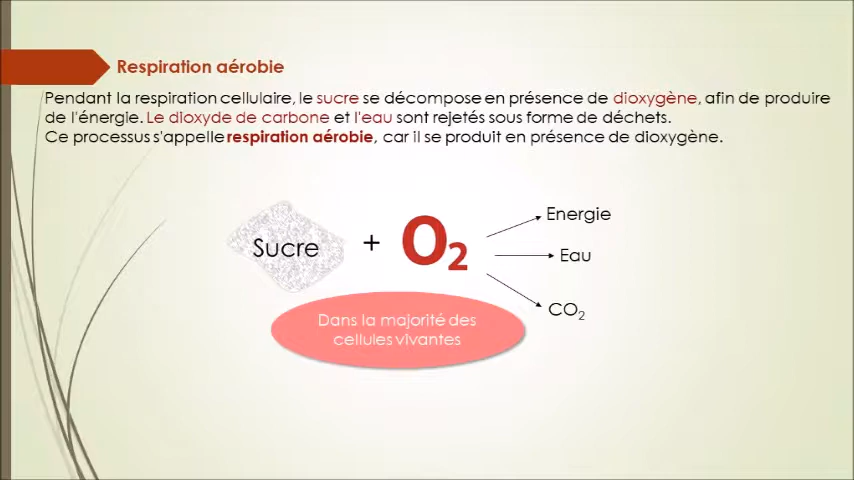 Respiration aérobie
Pendant la respiration cellulaire, le sucre se décompose en présence de dioxygène, afin de produire
de l'énergie. Le dioxyde de carbone et l'eau sont rejetés sous forme de déchets.
Ce processus s'appelle respiration aérobie, car il se produit en présence de dioxygène.
Energie
Sucre + O₂
Eau
CO₂
Dans la majorité des
cellules vivantes